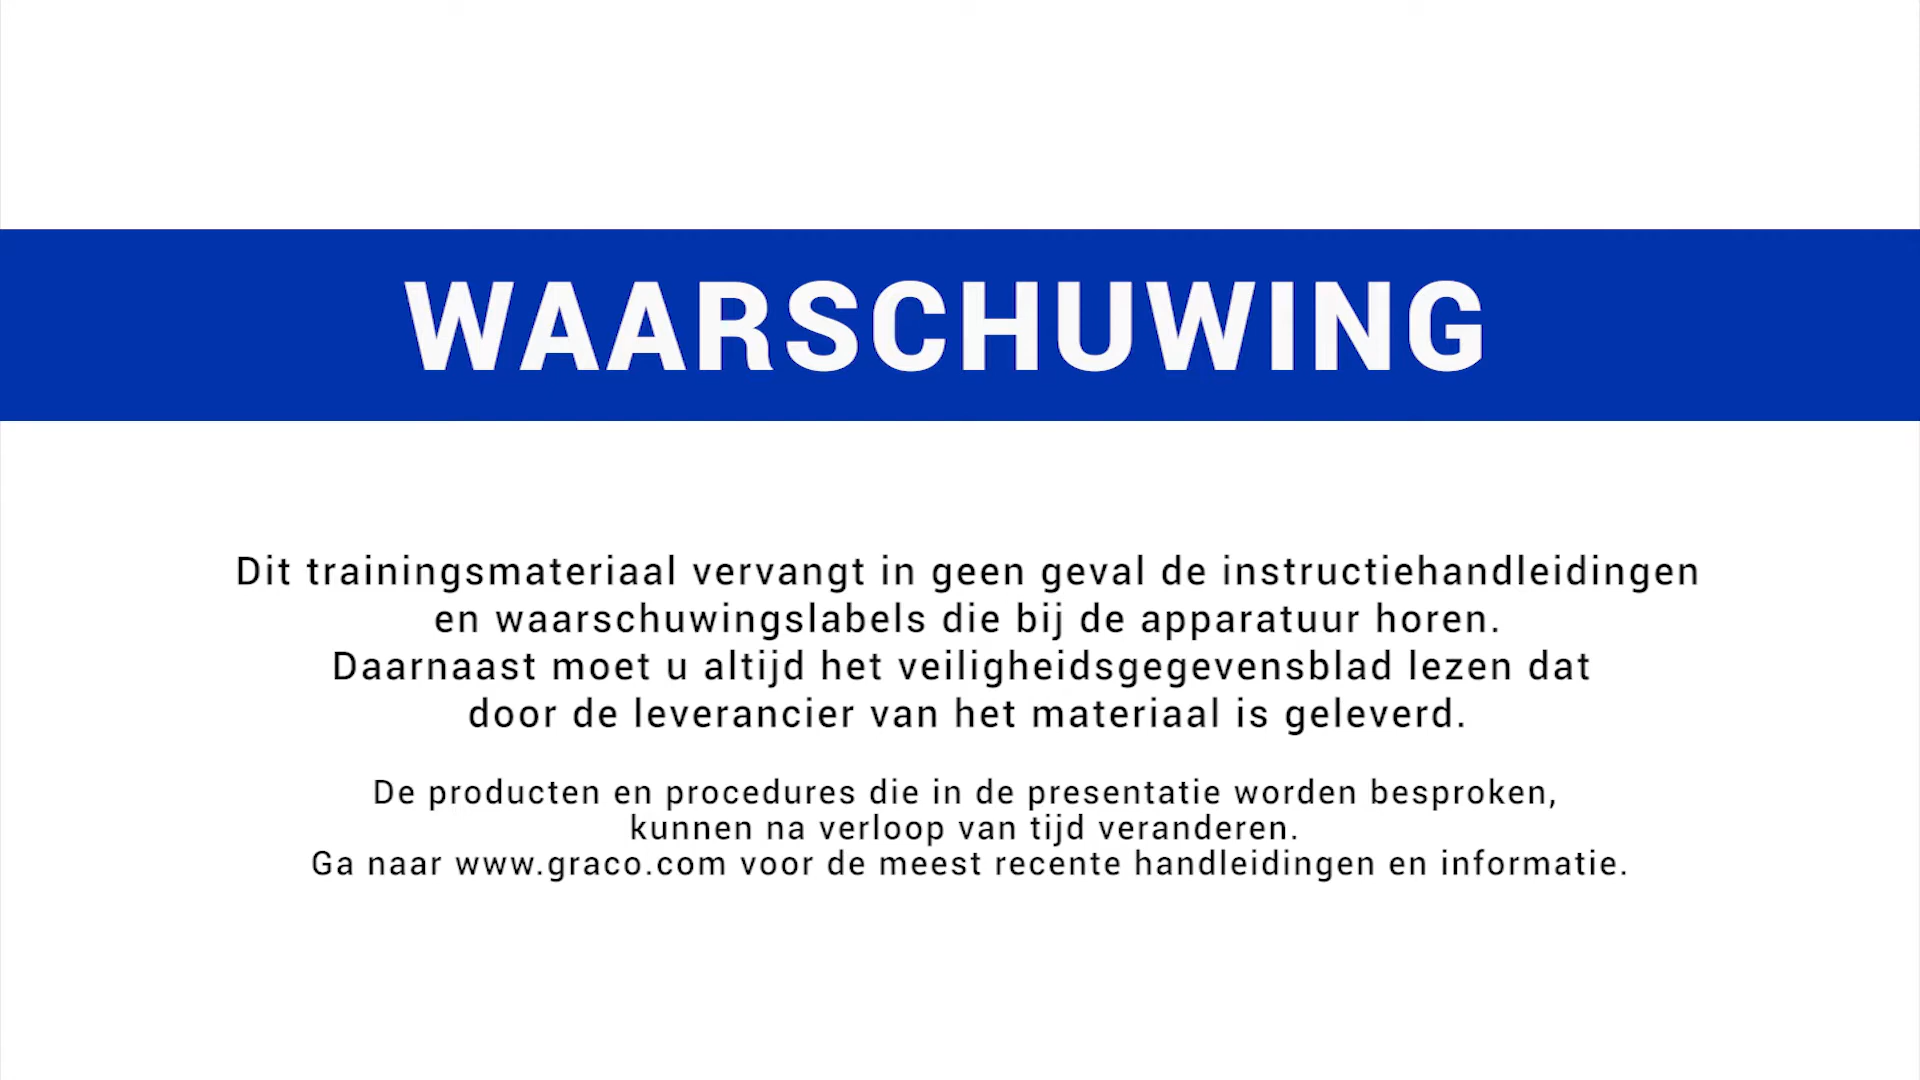 WAARSCHUWING
Dit trainingsmateriaal vervangt in geen geval de instructiehandleidingen
en waarschuwingslabels die bij de apparatuur horen.
Daarnaast moet u altijd het veiligheidsgegevensblad lezen dat
door de leverancier van het materiaal is geleverd.
De producten en procedures die in de presentatie worden besproken,
kunnen na verloop van tijd veranderen.
Ga naar www.graco.com voor de meest recente handleidingen en informatie.